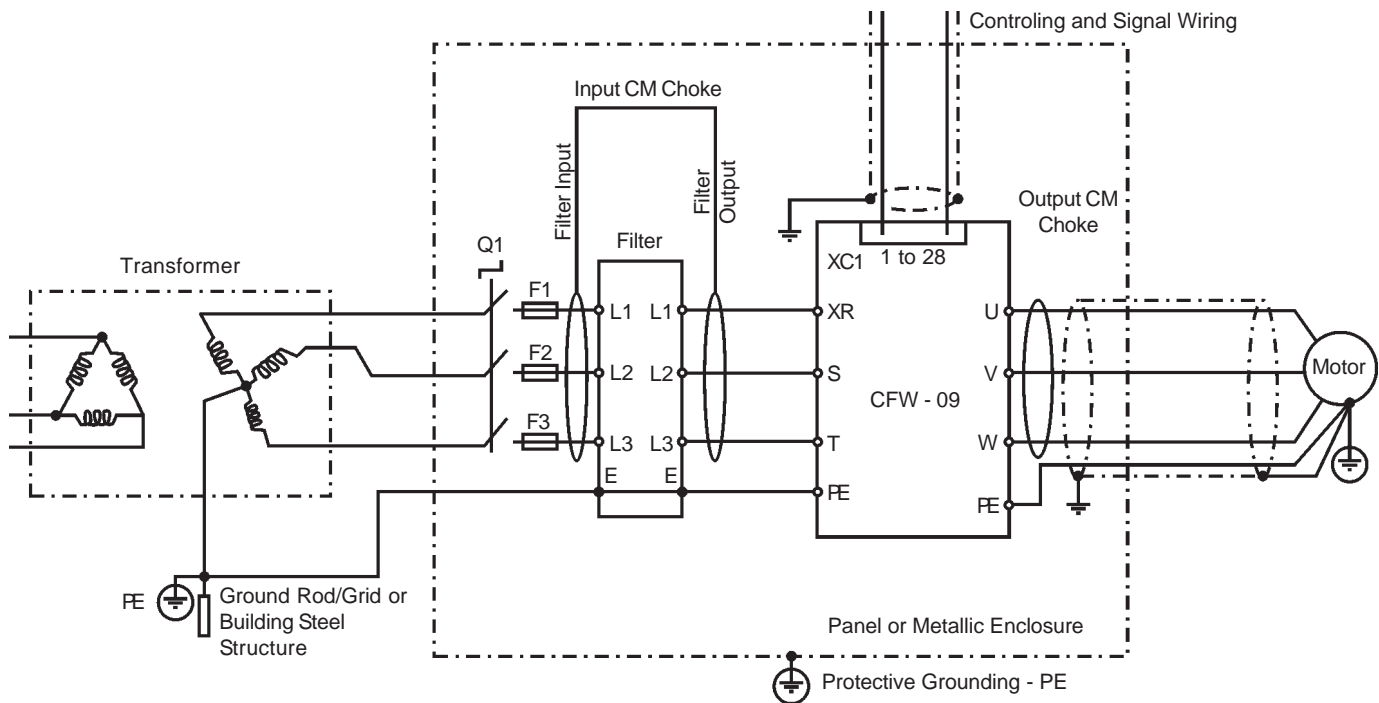 Controling and Signal Wiring
Input CM Choke
Filter Input
Filter
Output
Output CM
Choke
Transformer
Q1
Filter
XC1
1 to 28
F1
L1
L1
XR
U
F2
L2
L2
S
V
Motor
CFW - 09
F3
L3
L3
T
W
E
E
PE
PE
PE
Ground Rod/Grid or
Building Steel
Structure
Panel or Metallic Enclosure
Protective Grounding - PE